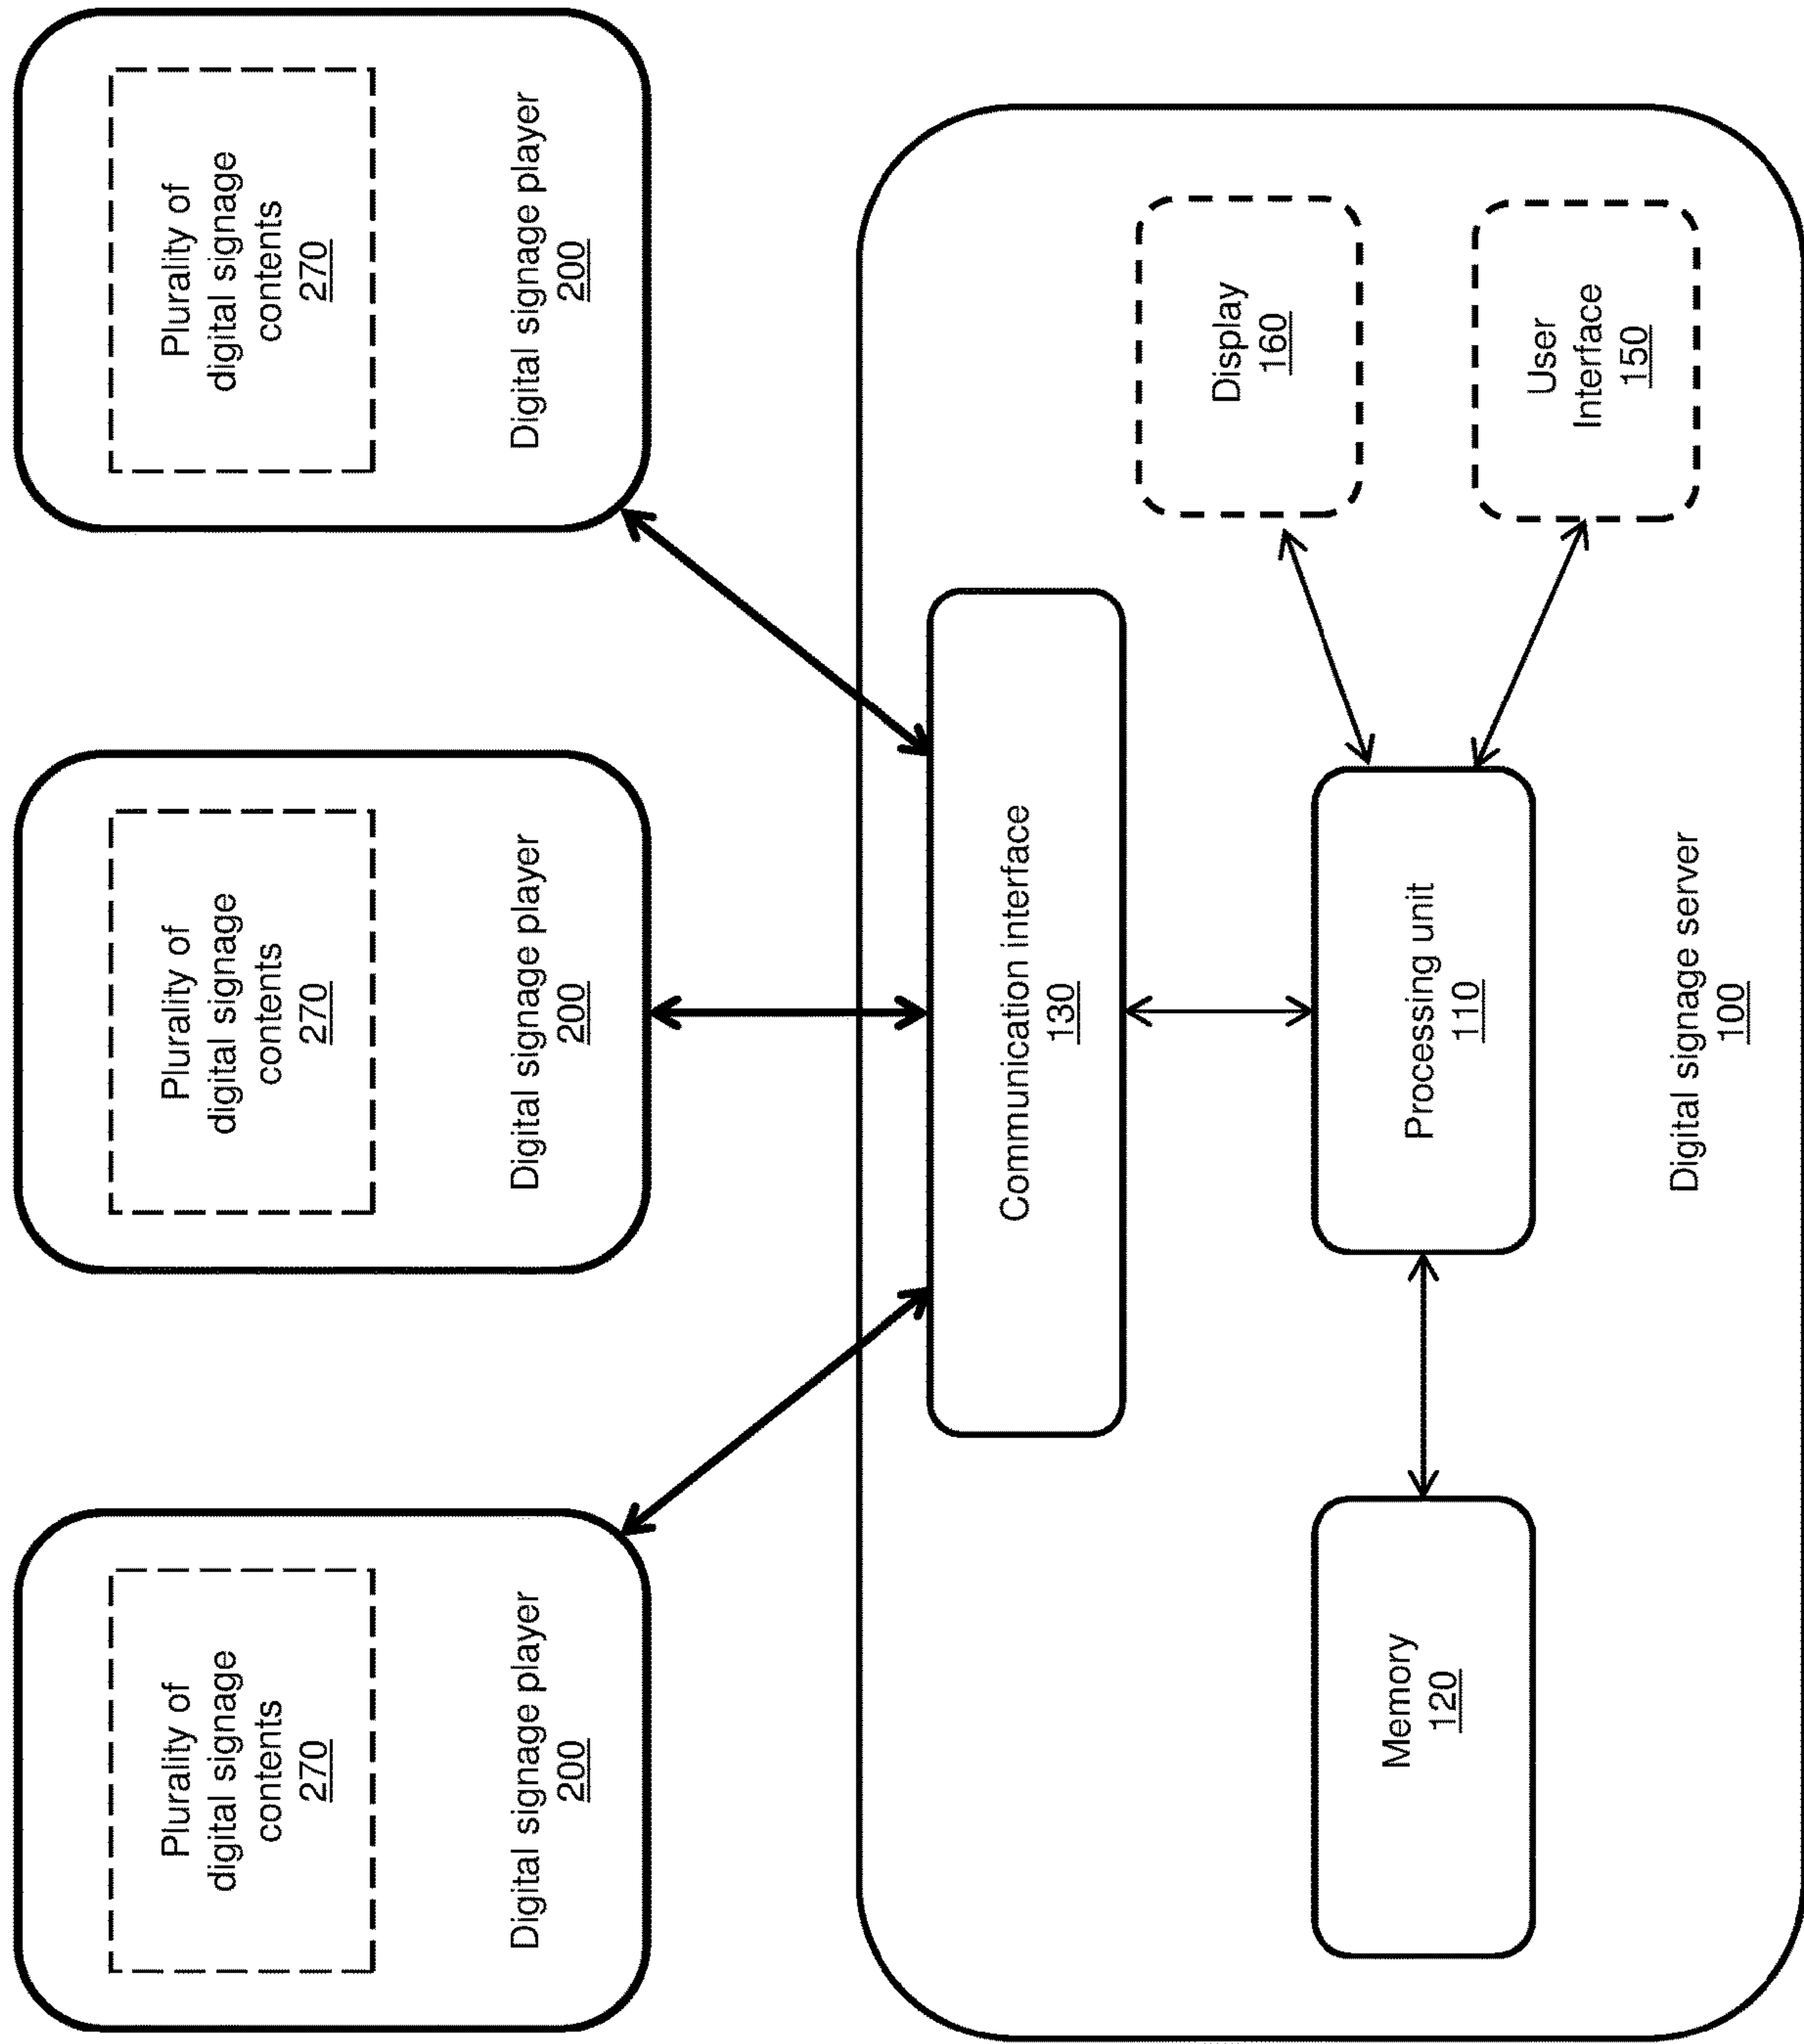 Plurality of
digital signage
contents
270
Digital signage player
200
Plurality of
digital signage
contents
270
Digital signage player
200
Plurality of
digital signage
contents
270
Digital signage player
200
Communication interface
130
Memory
120
Processing unit
110
Display
160
User
Interface
150
Digital signage server
100